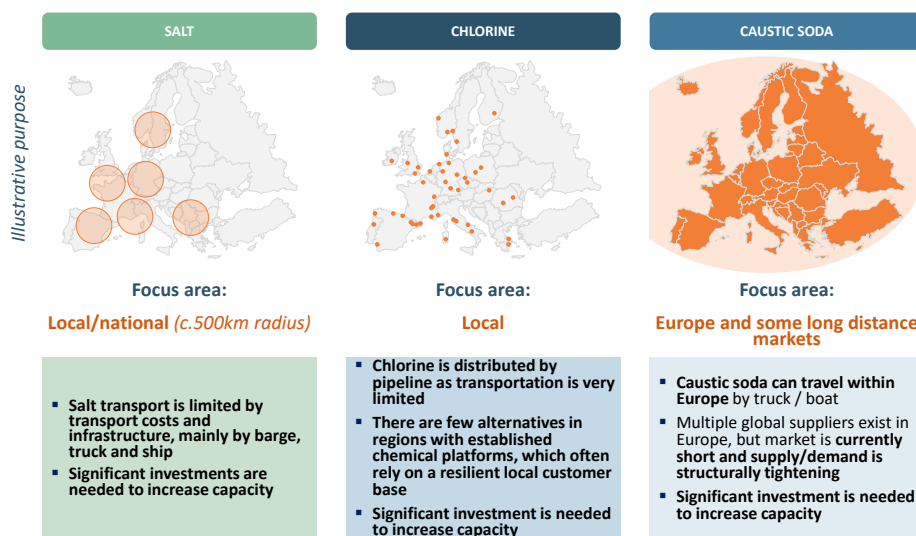 SALT
CHLORINE
CAUSTIC SODA
Illustrative purpose
Focus area:
Local/national (c.500km radius)
▪ Salt transport is limited by
transport costs and
infrastructure, mainly by barge,
truck and ship
▪ Significant investments are
needed to increase capacity
Focus area:
Local
▪ Chlorine is distributed by
pipeline as transportation is very
limited
▪ There are few alternatives in
regions with established
chemical platforms, which often
rely on a resilient local customer
base
▪ Significant investment is needed
to increase capacity
Focus area:
Europe and some long distance
markets
▪ Caustic soda can travel within
Europe by truck / boat
▪ Multiple global suppliers exist in
Europe, but market is currently
short and supply/demand is
structurally tightening
▪ Significant investment is needed
to increase capacity